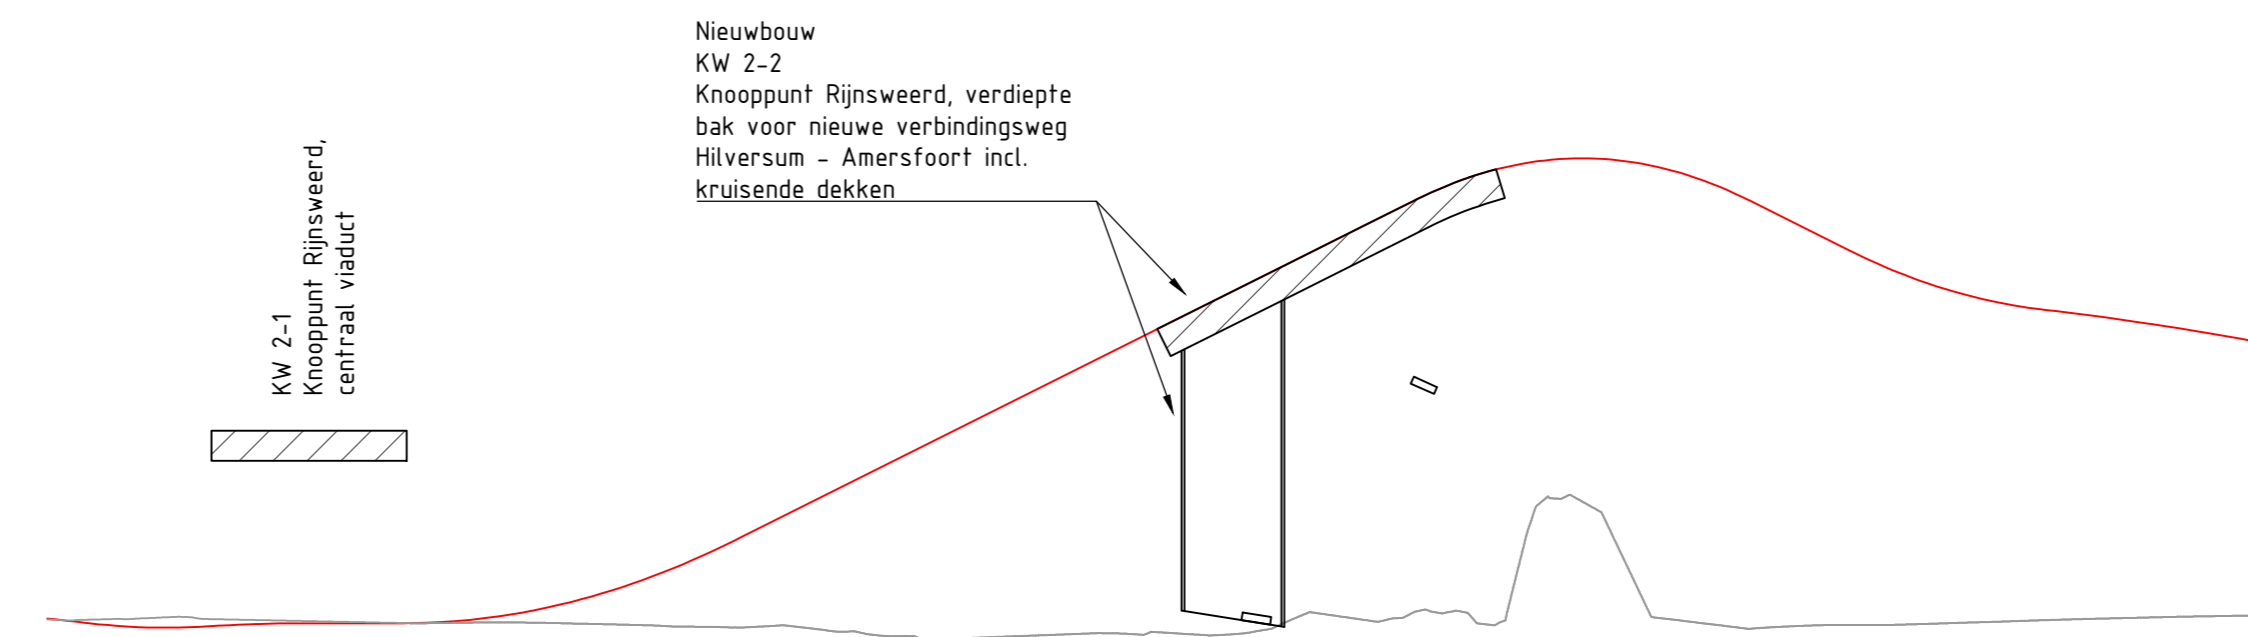 KW 2-1
Knooppunt Rijnsweerd,
centraal viaduct
Nieuwbouw
KW 2-2
Knooppunt Rijnsweerd, verdiepte
bak voor nieuwe verbindingsweg
Hilversum - Amersfoort incl.
kruisende dekken